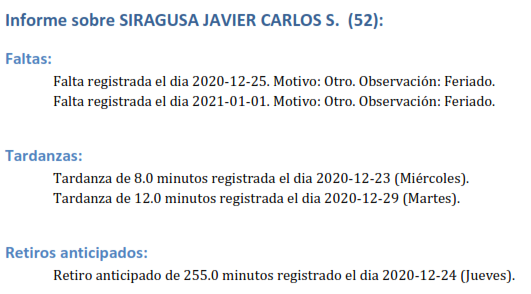 Informe sobre SIRAGUSA JAVIER CARLOS S. (52):
Faltas:
Falta registrada el dia 2020-12-25. Motivo: Otro. Observación: Feriado.
Falta registrada el dia 2021-01-01. Motivo: Otro. Observación: Feriado.
Tardanzas:
Tardanza de 8.0 minutos registrada el dia 2020-12-23 (Miércoles).
Tardanza de 12.0 minutos registrada el dia 2020-12-29 (Martes).
Retiros anticipados:
Retiro anticipado de 255.0 minutos registrado el dia 2020-12-24 (Jueves).